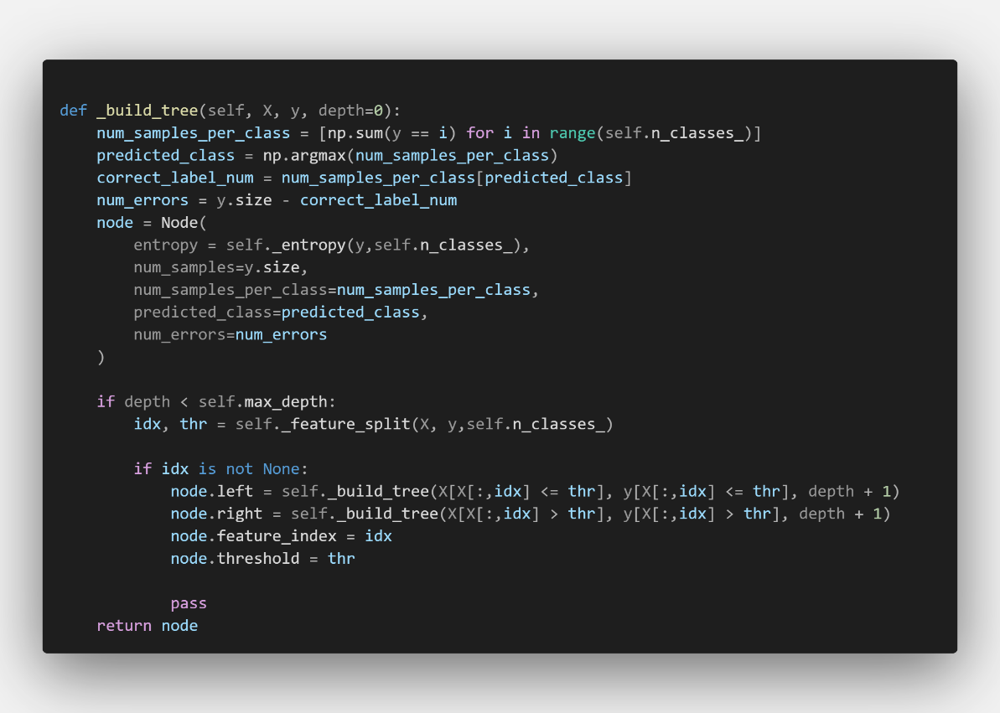 def _build_tree(self, X, y, depth=0):
    num_samples_per_class = [np.sum(y == i) for i in range(self.n_classes_)]
    predicted_class = np.argmax(num_samples_per_class)
    correct_label_num = num_samples_per_class[predicted_class]
    num_errors = y.size - correct_label_num
    node = Node(
        entropy = self._entropy(y,self.n_classes_),
        num_samples=y.size,
        num_samples_per_class=num_samples_per_class,
        predicted_class=predicted_class,
        num_errors=num_errors
    )

    if depth < self.max_depth:
        idx, thr = self._feature_split(X, y,self.n_classes_)

        if idx is not None:
            node.left = self._build_tree(X[X[:,idx] <= thr], y[X[:,idx] <= thr], depth + 1)
            node.right = self._build_tree(X[X[:,idx] > thr], y[X[:,idx] > thr], depth + 1)
            node.feature_index = idx
            node.threshold = thr

            pass
    return node